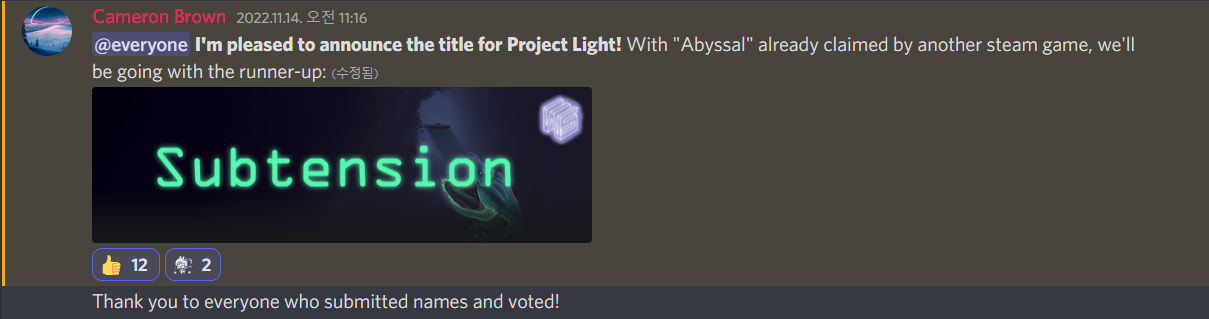 Cameron Brown 2022.11.14. 오전 11:16
@everyone I'm pleased to announce the title for Project Light! With "Abyssal" already claimed by another steam game, we'll
be going with the runner-up: (수정됨)
Subtension
12 2
Thank you to everyone who submitted names and voted!